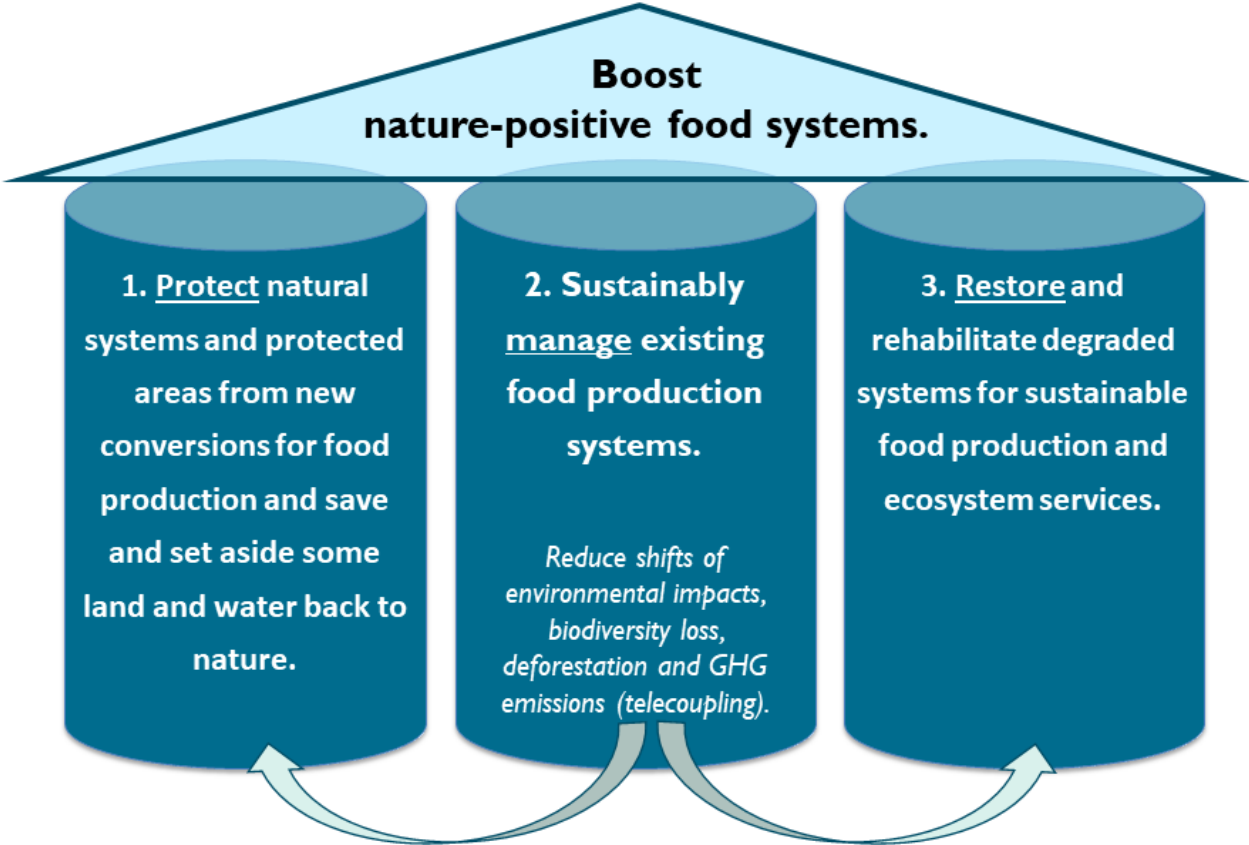 Boost
nature-positive food systems.
1. Protect natural
systems and protected
areas from new
conversions for food
production and save
and set aside some
land and water back to
nature.
2. Sustainably
manage existing
food production
systems.
Reduce shifts of
environmental impacts,
biodiversity loss,
deforestation and GHG
emissions (telecoupling).
3. Restore and
rehabilitate degraded
systems for sustainable
food production and
ecosystem services.